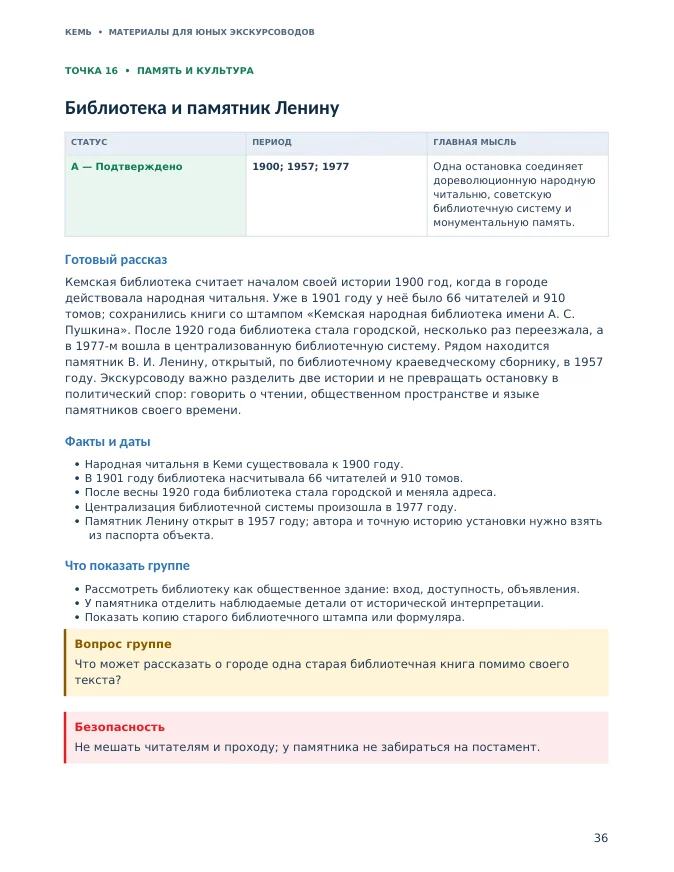 КЕМЬ • МАТЕРИАЛЫ ДЛЯ ЮНЫХ ЭКСКУРСОВОДОВ
ТОЧКА 16 • ПАМЯТЬ И КУЛЬТУРА
Библиотека и памятник Ленину
СТАТУС
ПЕРИОД
ГЛАВНАЯ МЫСЛЬ
А — Подтверждено
1900; 1957; 1977
Одна остановка соединяет
дореволюционную народную
читальню, советскую
библиотечную систему и
монументальную память.
Готовый рассказ
Кемская библиотека считает началом своей истории 1900 год, когда в городе
действовала народная читальня. Уже в 1901 году у неё было 66 читателей и 910
томов; сохранились книги со штампом «Кемская народная библиотека имени А. С.
Пушкина». После 1920 года библиотека стала городской, несколько раз переезжала, а
в 1977-м вошла в централизованную библиотечную систему. Рядом находится
памятник В. И. Ленину, открытый, по библиотечному краеведческому сборнику, в 1957
году. Экскурсоводу важно разделить две истории и не превращать остановку в
политический спор: говорить о чтении, общественном пространстве и языке
памятников своего времени.
Факты и даты
• Народная читальня в Кеми существовала к 1900 году.
• В 1901 году библиотека насчитывала 66 читателей и 910 томов.
• После весны 1920 года библиотека стала городской и меняла адреса.
• Централизация библиотечной системы произошла в 1977 году.
• Памятник Ленину открыт в 1957 году; автора и точную историю установки нужно взять
из паспорта объекта.
Что показать группе
• Рассмотреть библиотеку как общественное здание: вход, доступность, объявления.
• У памятника отделить наблюдаемые детали от исторической интерпретации.
• Показать копию старого библиотечного штампа или формуляра.
Вопрос группе
Что может рассказать о городе одна старая библиотечная книга помимо своего
текста?
Безопасность
Не мешать читателям и проходу; у памятника не забираться на постамент.
36